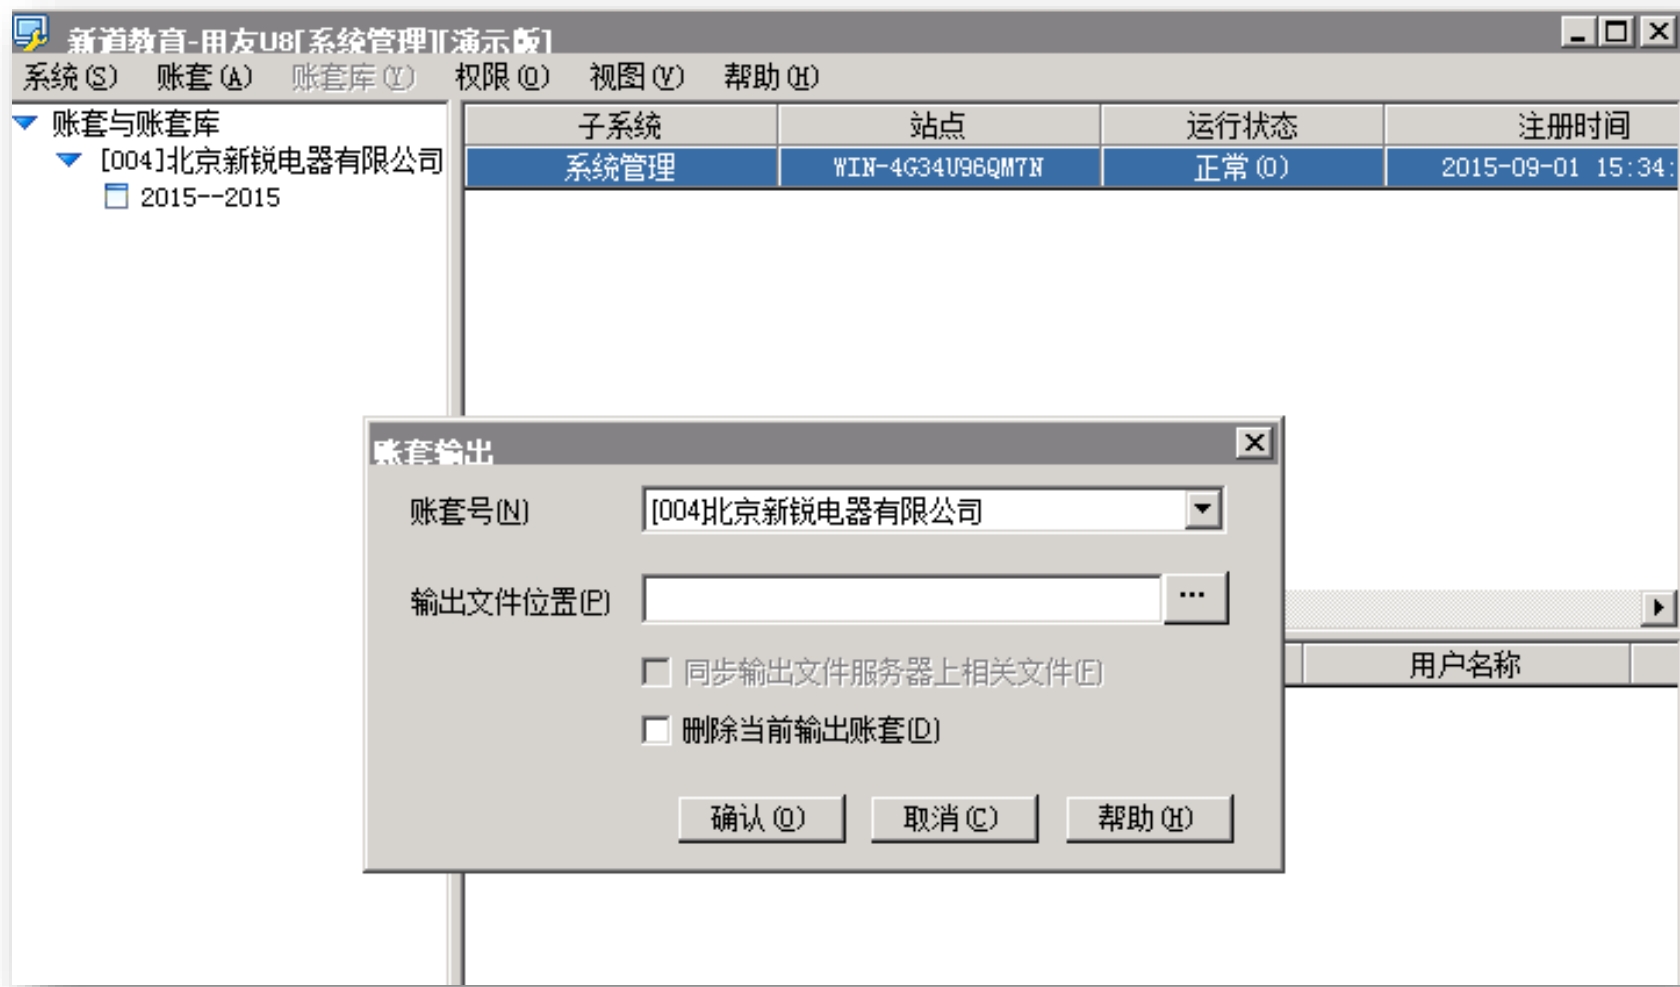 新道教育-用友U8[系统管理][演示版]
系统(S) 账套(A) 账套库(Y) 权限(O) 视图(V) 帮助(H)
账套与账套库
[004]北京新锐电器有限公司
2015--2015
子系统 站点 运行状态 注册时间
系统管理 WIN-4G34U96QM7N 正常(0) 2015-09-01 15:34:
账套输出
账套号(N) [004]北京新锐电器有限公司
输出文件位置(P) ...
同步输出文件服务器上相关文件(F)
删除当前输出账套(D)
确认(O) 取消(C) 帮助(H)
用户名称